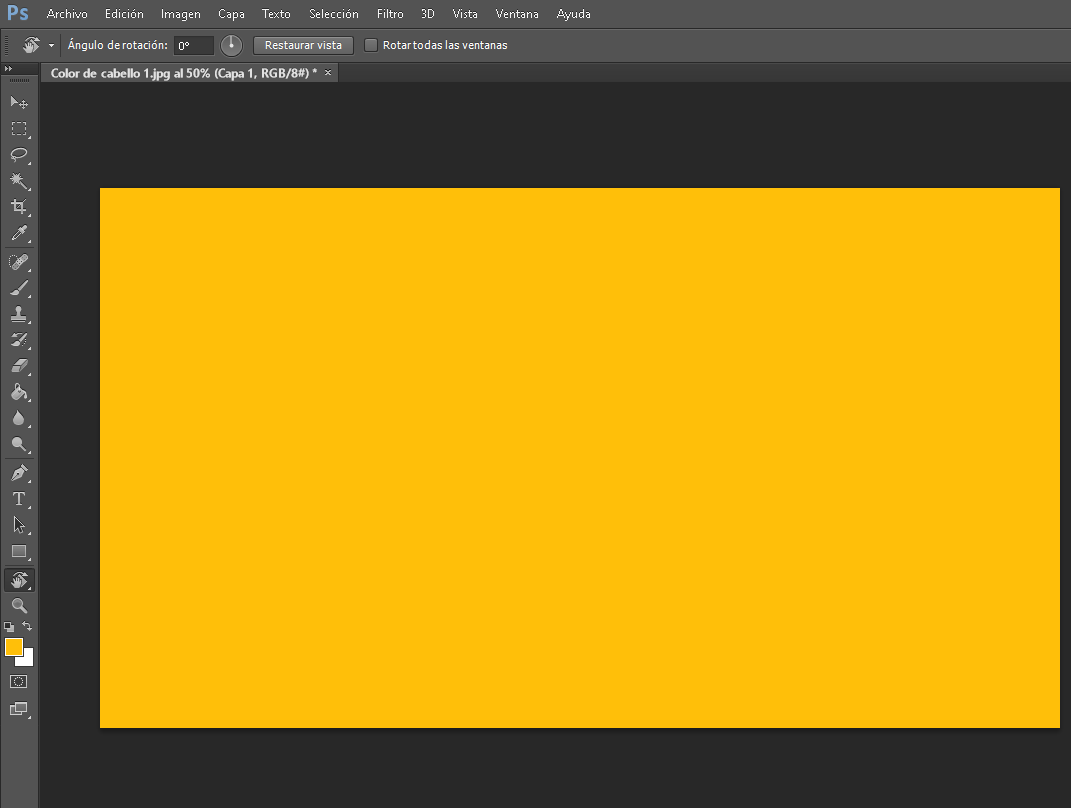 Ps Archivo Edición Imagen Capa Texto Selección Filtro 3D Vista Ventana Ayuda
Ángulo de rotación: 0° Restaurar vista Rotar todas las ventanas
Color de cabello 1.jpg al 50% (Capa 1, RGB/8#) * ×
T